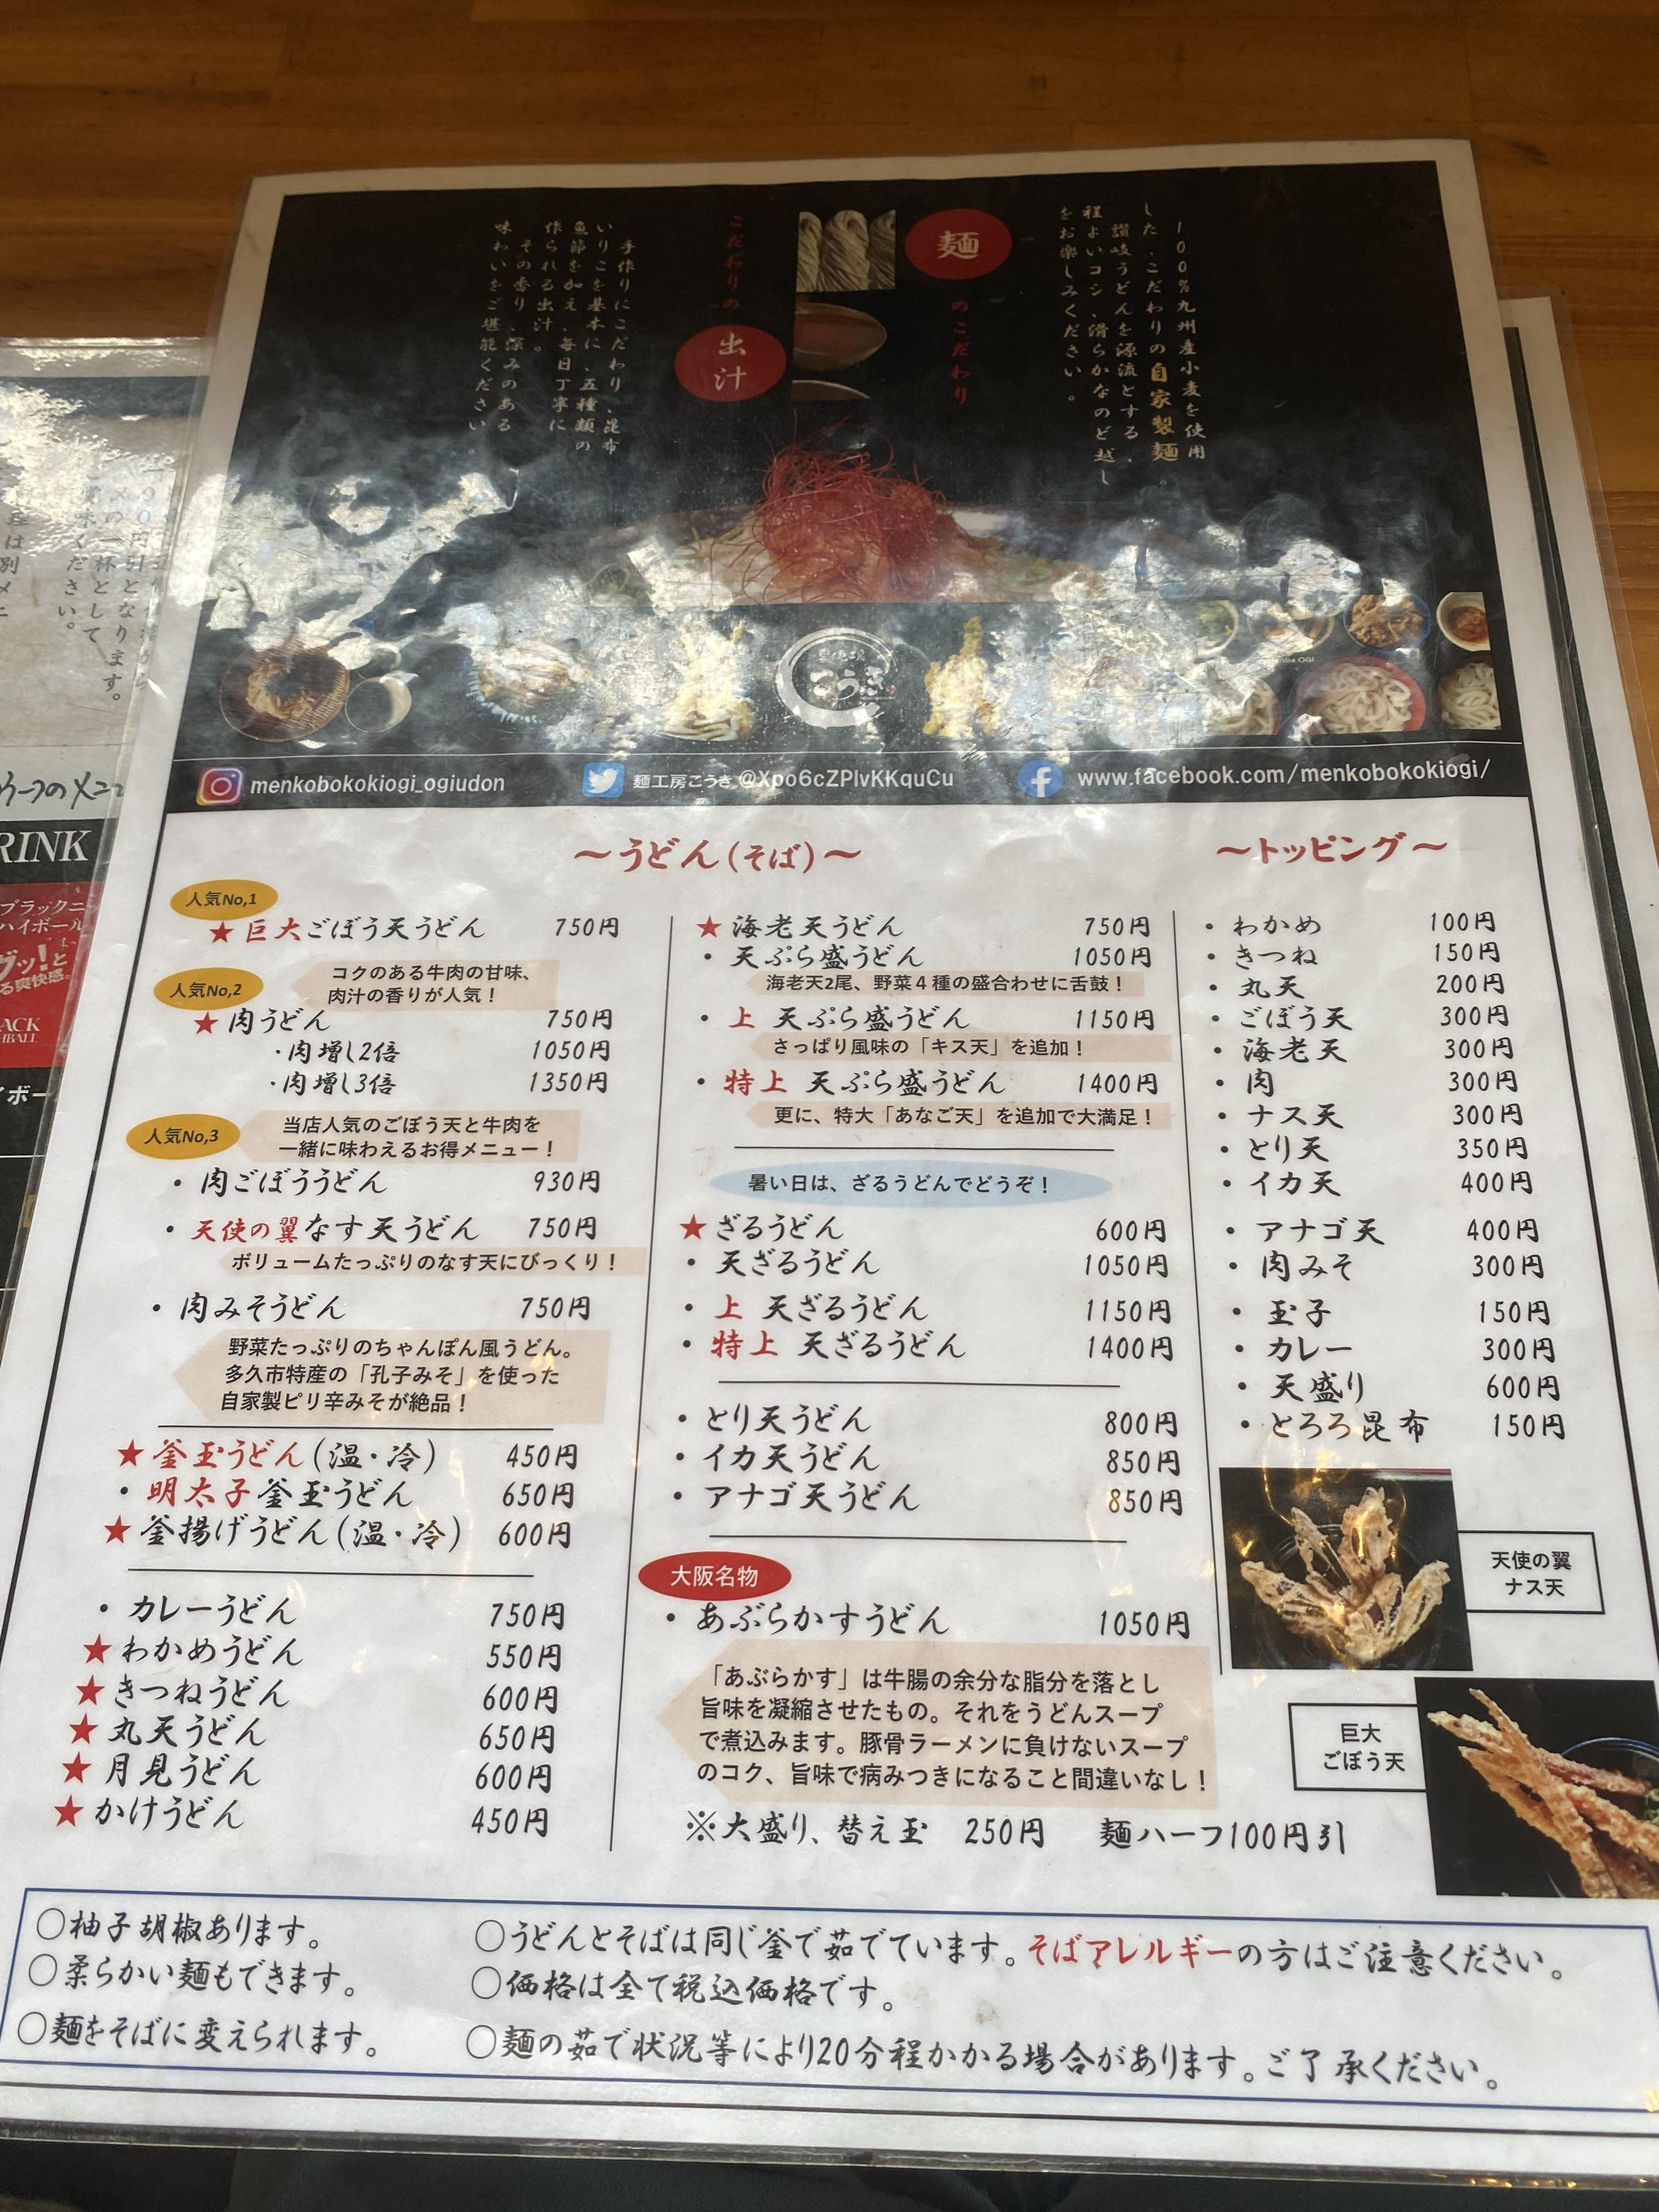 100%九州産小麦を使用
した、こだわりの自家製麺。
讃岐うどんを源流とする、
程よいコシ、滑らかなのど越し
をお楽しみください。
麺のこだわり
こだわりの出汁
手作りにこだわり、昆布
いりこを基本に、五種類の
魚節を加え、毎日丁寧に
作られる出汁。
その香り、深みのある
味わいをご堪能ください。
こうき
menkobokokiogi_ogiudon
麺工房こうき@Xpo6cZPlvKKquCu
www.facebook.com/menkobokokiogi/
～うどん(そば)～
人気No,1
★巨大ごぼう天うどん 750円
人気No,2
コクのある牛肉の甘味、
肉汁の香りが人気！
★肉うどん 750円
・肉増し2倍 1050円
・肉増し3倍 1350円
人気No,3
当店人気のごぼう天と牛肉を
一緒に味わえるお得メニュー！
・肉ごぼううどん 930円
・天使の翼なす天うどん 750円
ボリュームたっぷりのなす天にびっくり！
・肉みそうどん 750円
野菜たっぷりのちゃんぽん風うどん。
多久市特産の「孔子みそ」を使った
自家製ピリ辛みそが絶品！
★釜玉うどん(温・冷) 450円
・明太子釜玉うどん 650円
★釜揚げうどん(温・冷) 600円
・カレーうどん 750円
★わかめうどん 550円
★きつねうどん 600円
★丸天うどん 650円
★月見うどん 600円
★かけうどん 450円
★海老天うどん 750円
・天ぷら盛うどん 1050円
海老天2尾、野菜４種の盛合わせに舌鼓！
・上 天ぷら盛うどん 1150円
さっぱり風味の「キス天」を追加！
・特上 天ぷら盛うどん 1400円
更に、特大「あなご天」を追加で大満足！
暑い日は、ざるうどんでどうぞ！
★ざるうどん 600円
・天ざるうどん 1050円
・上 天ざるうどん 1150円
・特上 天ざるうどん 1400円
・とり天うどん 800円
・イカ天うどん 850円
・アナゴ天うどん 850円
大阪名物
・あぶらかすうどん 1050円
「あぶらかす」は牛腸の余分な脂分を落とし
旨味を凝縮させたもの。それをうどんスープ
で煮込みます。豚骨ラーメンに負けないスープ
のコク、旨味で病みつきになること間違いなし！
※大盛り、替え玉 250円 麺ハーフ100円引
～トッピング～
・わかめ 100円
・きつね 150円
・丸天 200円
・ごぼう天 300円
・海老天 300円
・肉 300円
・ナス天 300円
・とり天 350円
・イカ天 400円
・アナゴ天 400円
・肉みそ 300円
・玉子 150円
・カレー 300円
・天盛り 600円
・とろろ昆布 150円
天使の翼
ナス天
巨大
ごぼう天
○柚子胡椒あります。
○柔らかい麺もできます。
○麺をそばに変えられます。
○うどんとそばは同じ釜で茹でています。そばアレルギーの方はご注意ください。
○価格は全て税込価格です。
○麺の茹で状況等により20分程かかる場合があります。ご了承ください。
RINK
ブラックニ
ハイボール
グッ!と
る爽快感。
ACK
HBALL
イボー